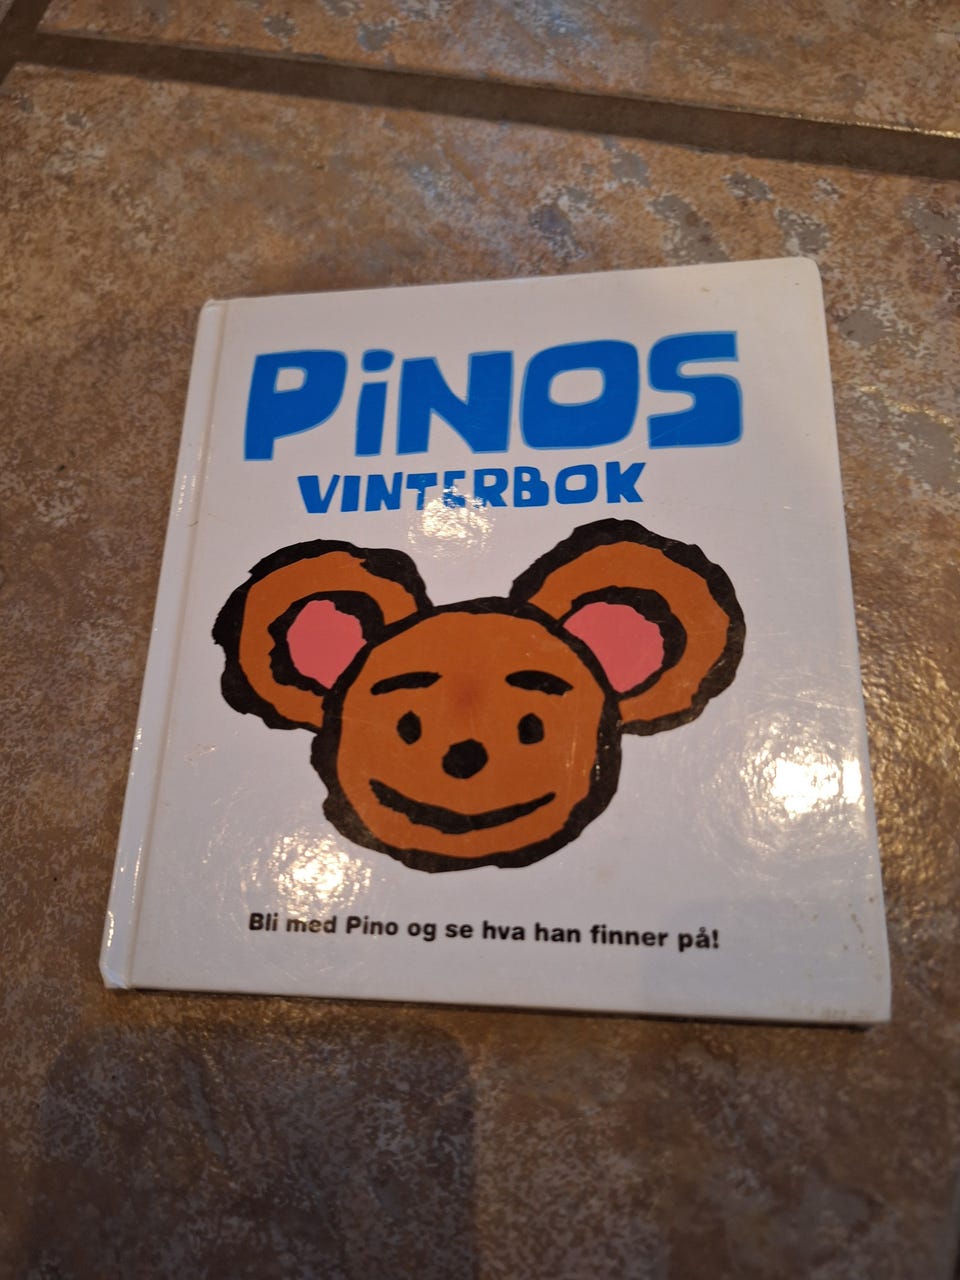 PiNOS
VINTERBOK
Bli med Pino og se hva han finner på!